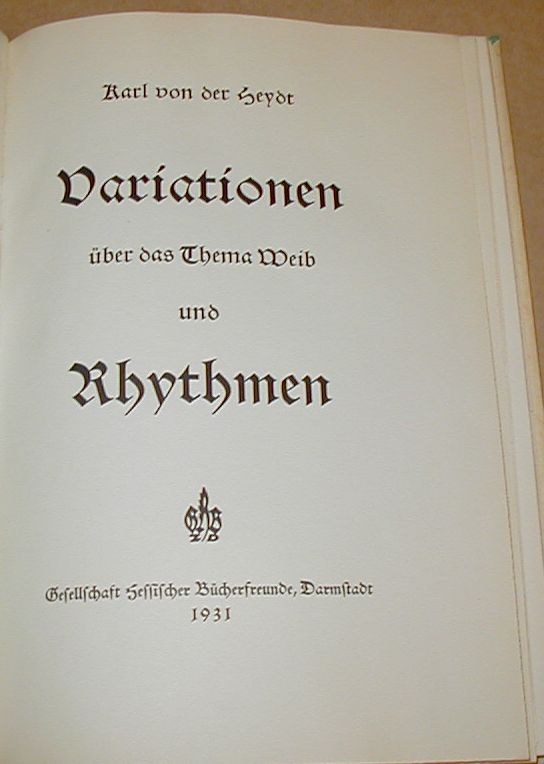 Karl von der Heydt
Variationen
über das Thema Weib
und
Rhythmen
Gesellschaft Hessischer Bücherfreunde, Darmstadt
1931